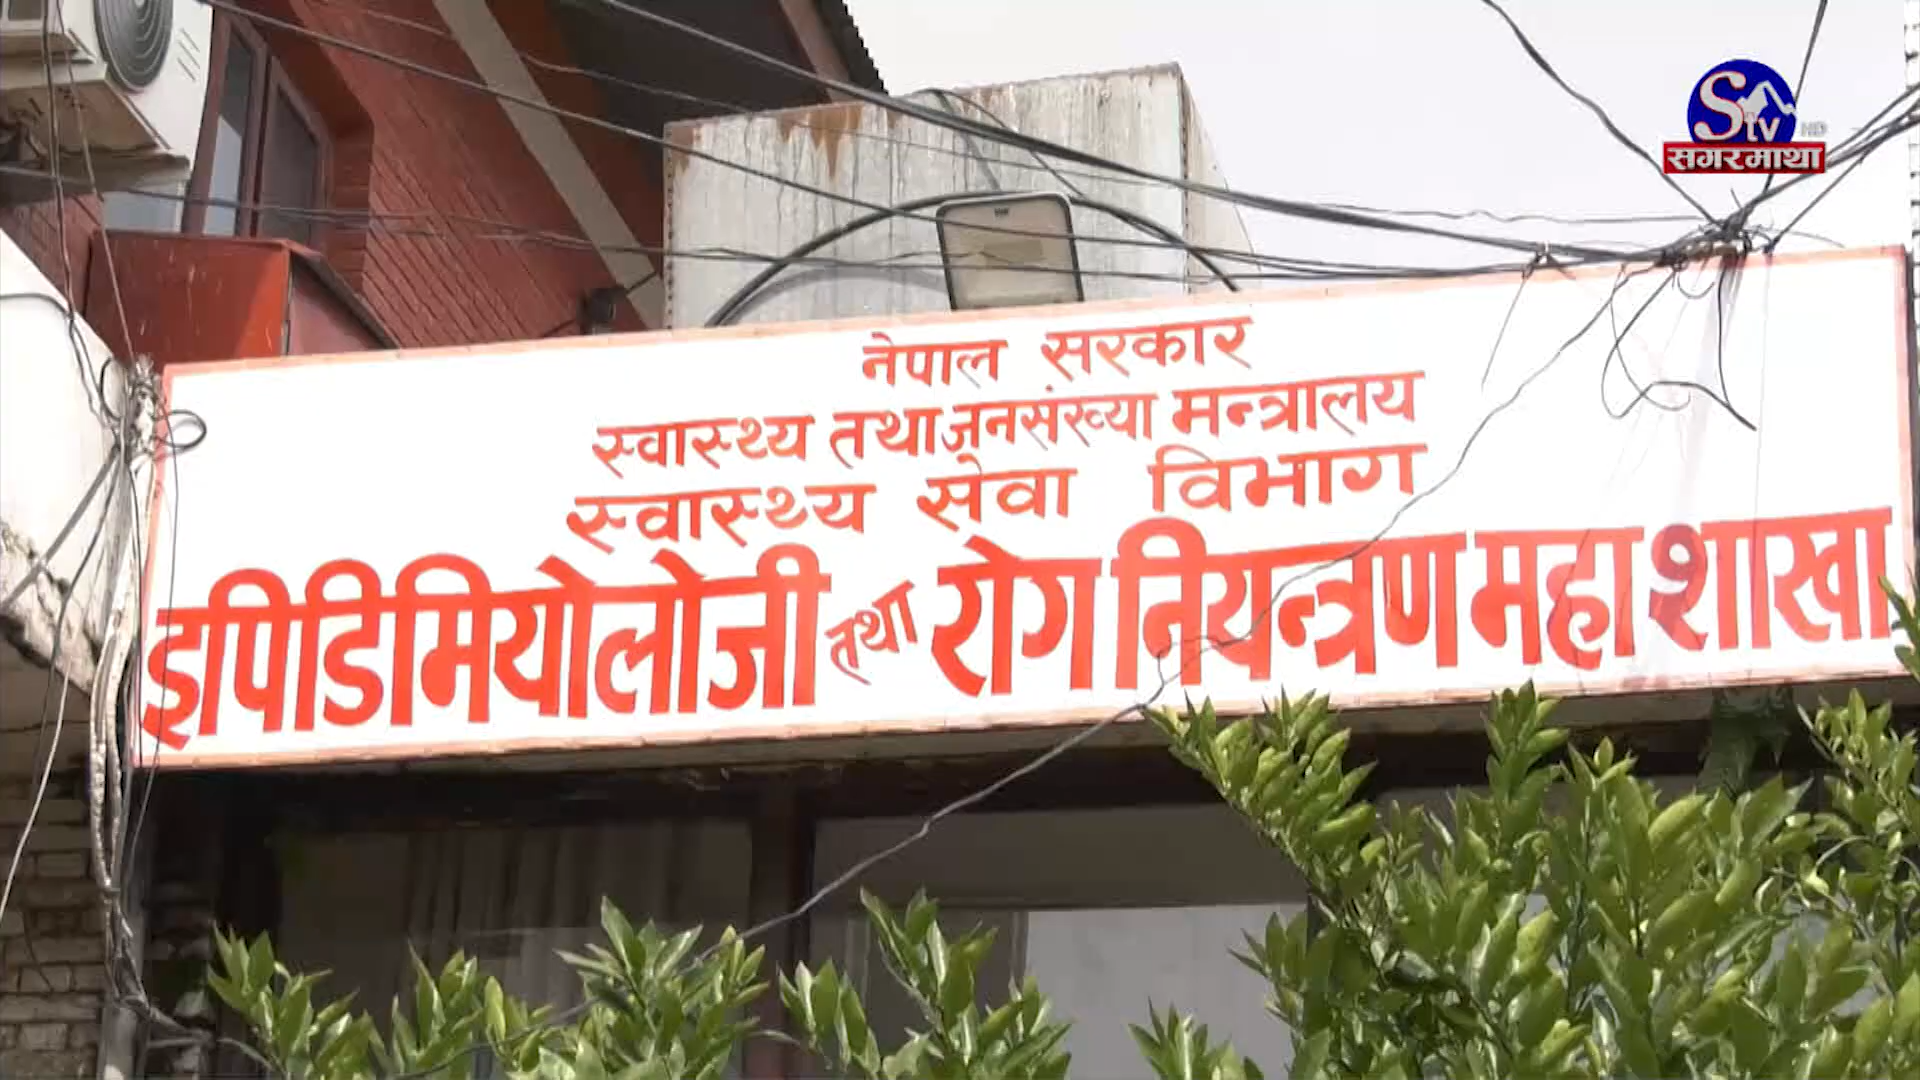 S tv HD
सगरमाथा
नेपाल सरकार
स्वास्थ्य तथा जनसंख्या मन्त्रालय
स्वास्थ्य सेवा विभाग
इपिडिमियोलोजी तथा रोग नियन्त्रण महाशाखा